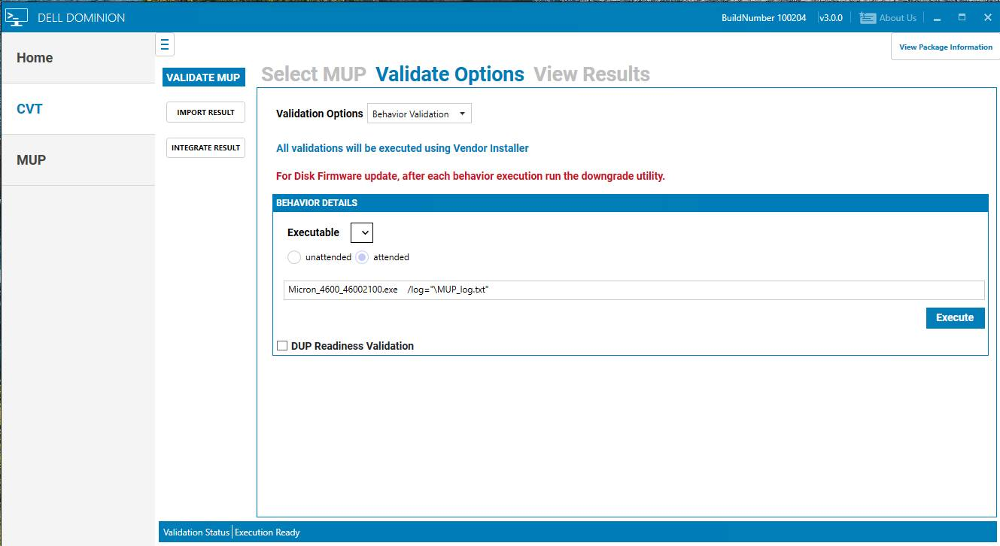 DELL DOMINION
BuildNumber 100204 v3.0.0 About Us
View Package Information
Home
CVT
MUP
VALIDATE MUP
IMPORT RESULT
INTEGRATE RESULT
Select MUP Validate Options View Results
Validation Options Behavior Validation
All validations will be executed using Vendor Installer
For Disk Firmware update, after each behavior execution run the downgrade utility.
BEHAVIOR DETAILS
Executable
unattended attended
Micron_4600_46002100.exe /log="\MUP_log.txt"
Execute
DUP Readiness Validation
Validation Status Execution Ready